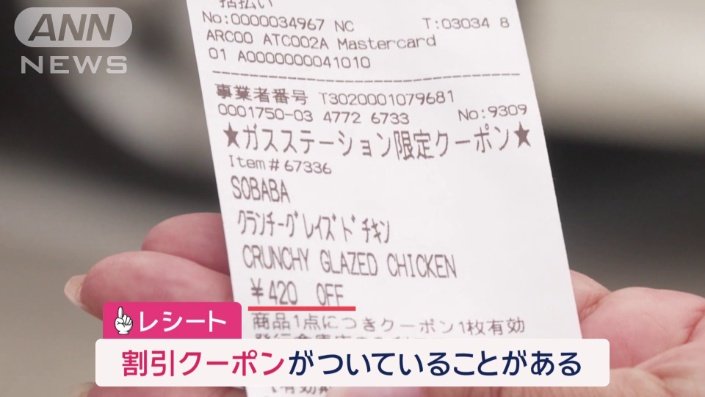 ANN
NEWS
括払い
No:0000034967 NC T:03034 8
ARC00 ATC002A Mastercard
01 A0000000041010
事業者番号 T3020001079681
0001750-03 4772 6733 No:9309
★ガスステーション限定クーポン★
Item#67336
SOBABA
クランチーグレイズドチキン
CRUNCHY GLAZED CHICKEN
￥420 OFF
商品1点につきクーポン1枚有効
レシート
割引クーポンがついていることがある